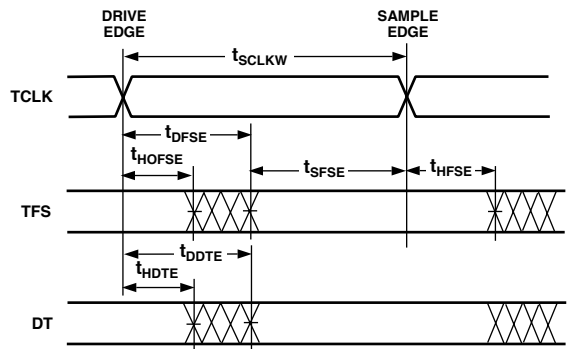 DRIVE EDGE
SAMPLE EDGE
tSCLKW
TCLK
tDFSE
tHOFSE
tSFSE
tHFSE
TFS
tDDTE
tHDTE
DT